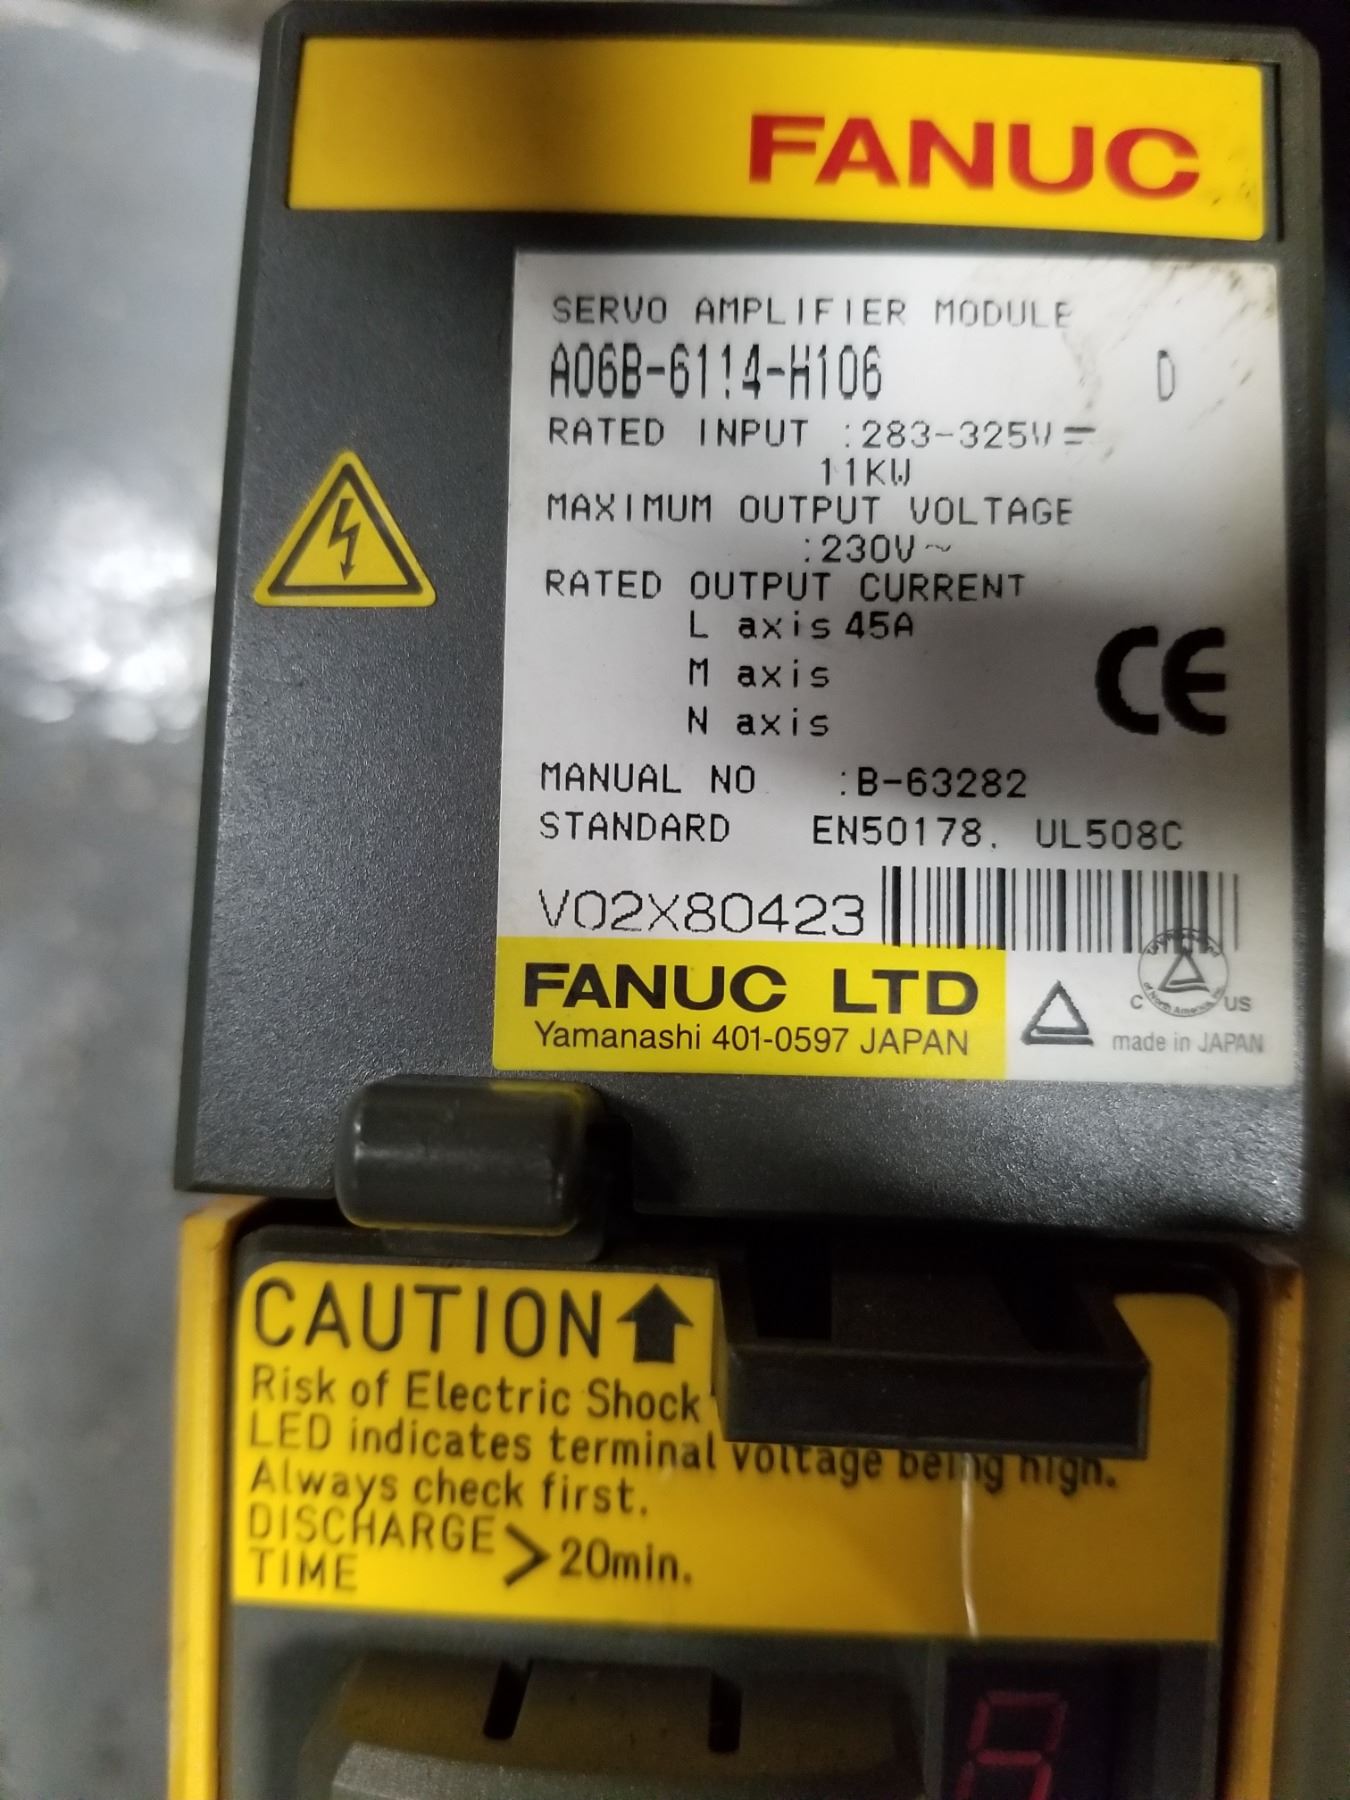 FANUC
SERVO AMPLIFIER MODULE
A06B-6114-H106 D
RATED INPUT :283-325V⎓
11KW
MAXIMUM OUTPUT VOLTAGE
:230V~
RATED OUTPUT CURRENT
L axis 45A
M axis
N axis
CE
MANUAL NO :B-63282
STANDARD EN50178. UL508C
V02X80423
FANUC LTD
Yamanashi 401-0597 JAPAN
of North America
C US
made in JAPAN
CAUTION ⬆
Risk of Electric Shock
LED indicates terminal voltage being high.
Always check first.
DISCHARGE
TIME > 20min.